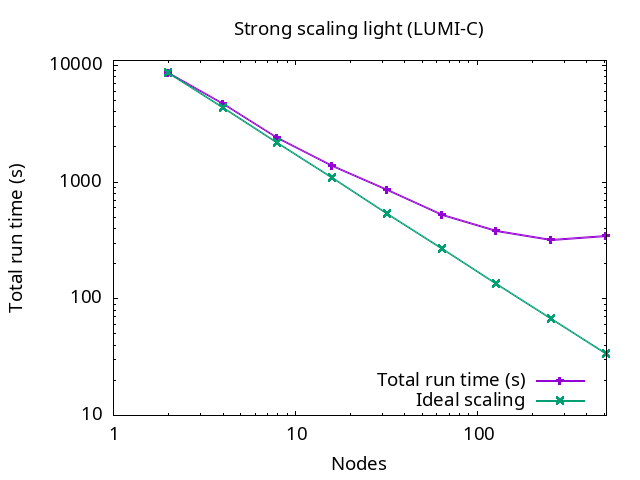 Strong scaling light (LUMI-C)
10000
1000
100
10
Total run time (s)
Total run time (s)
Ideal scaling
1
10
100
Nodes